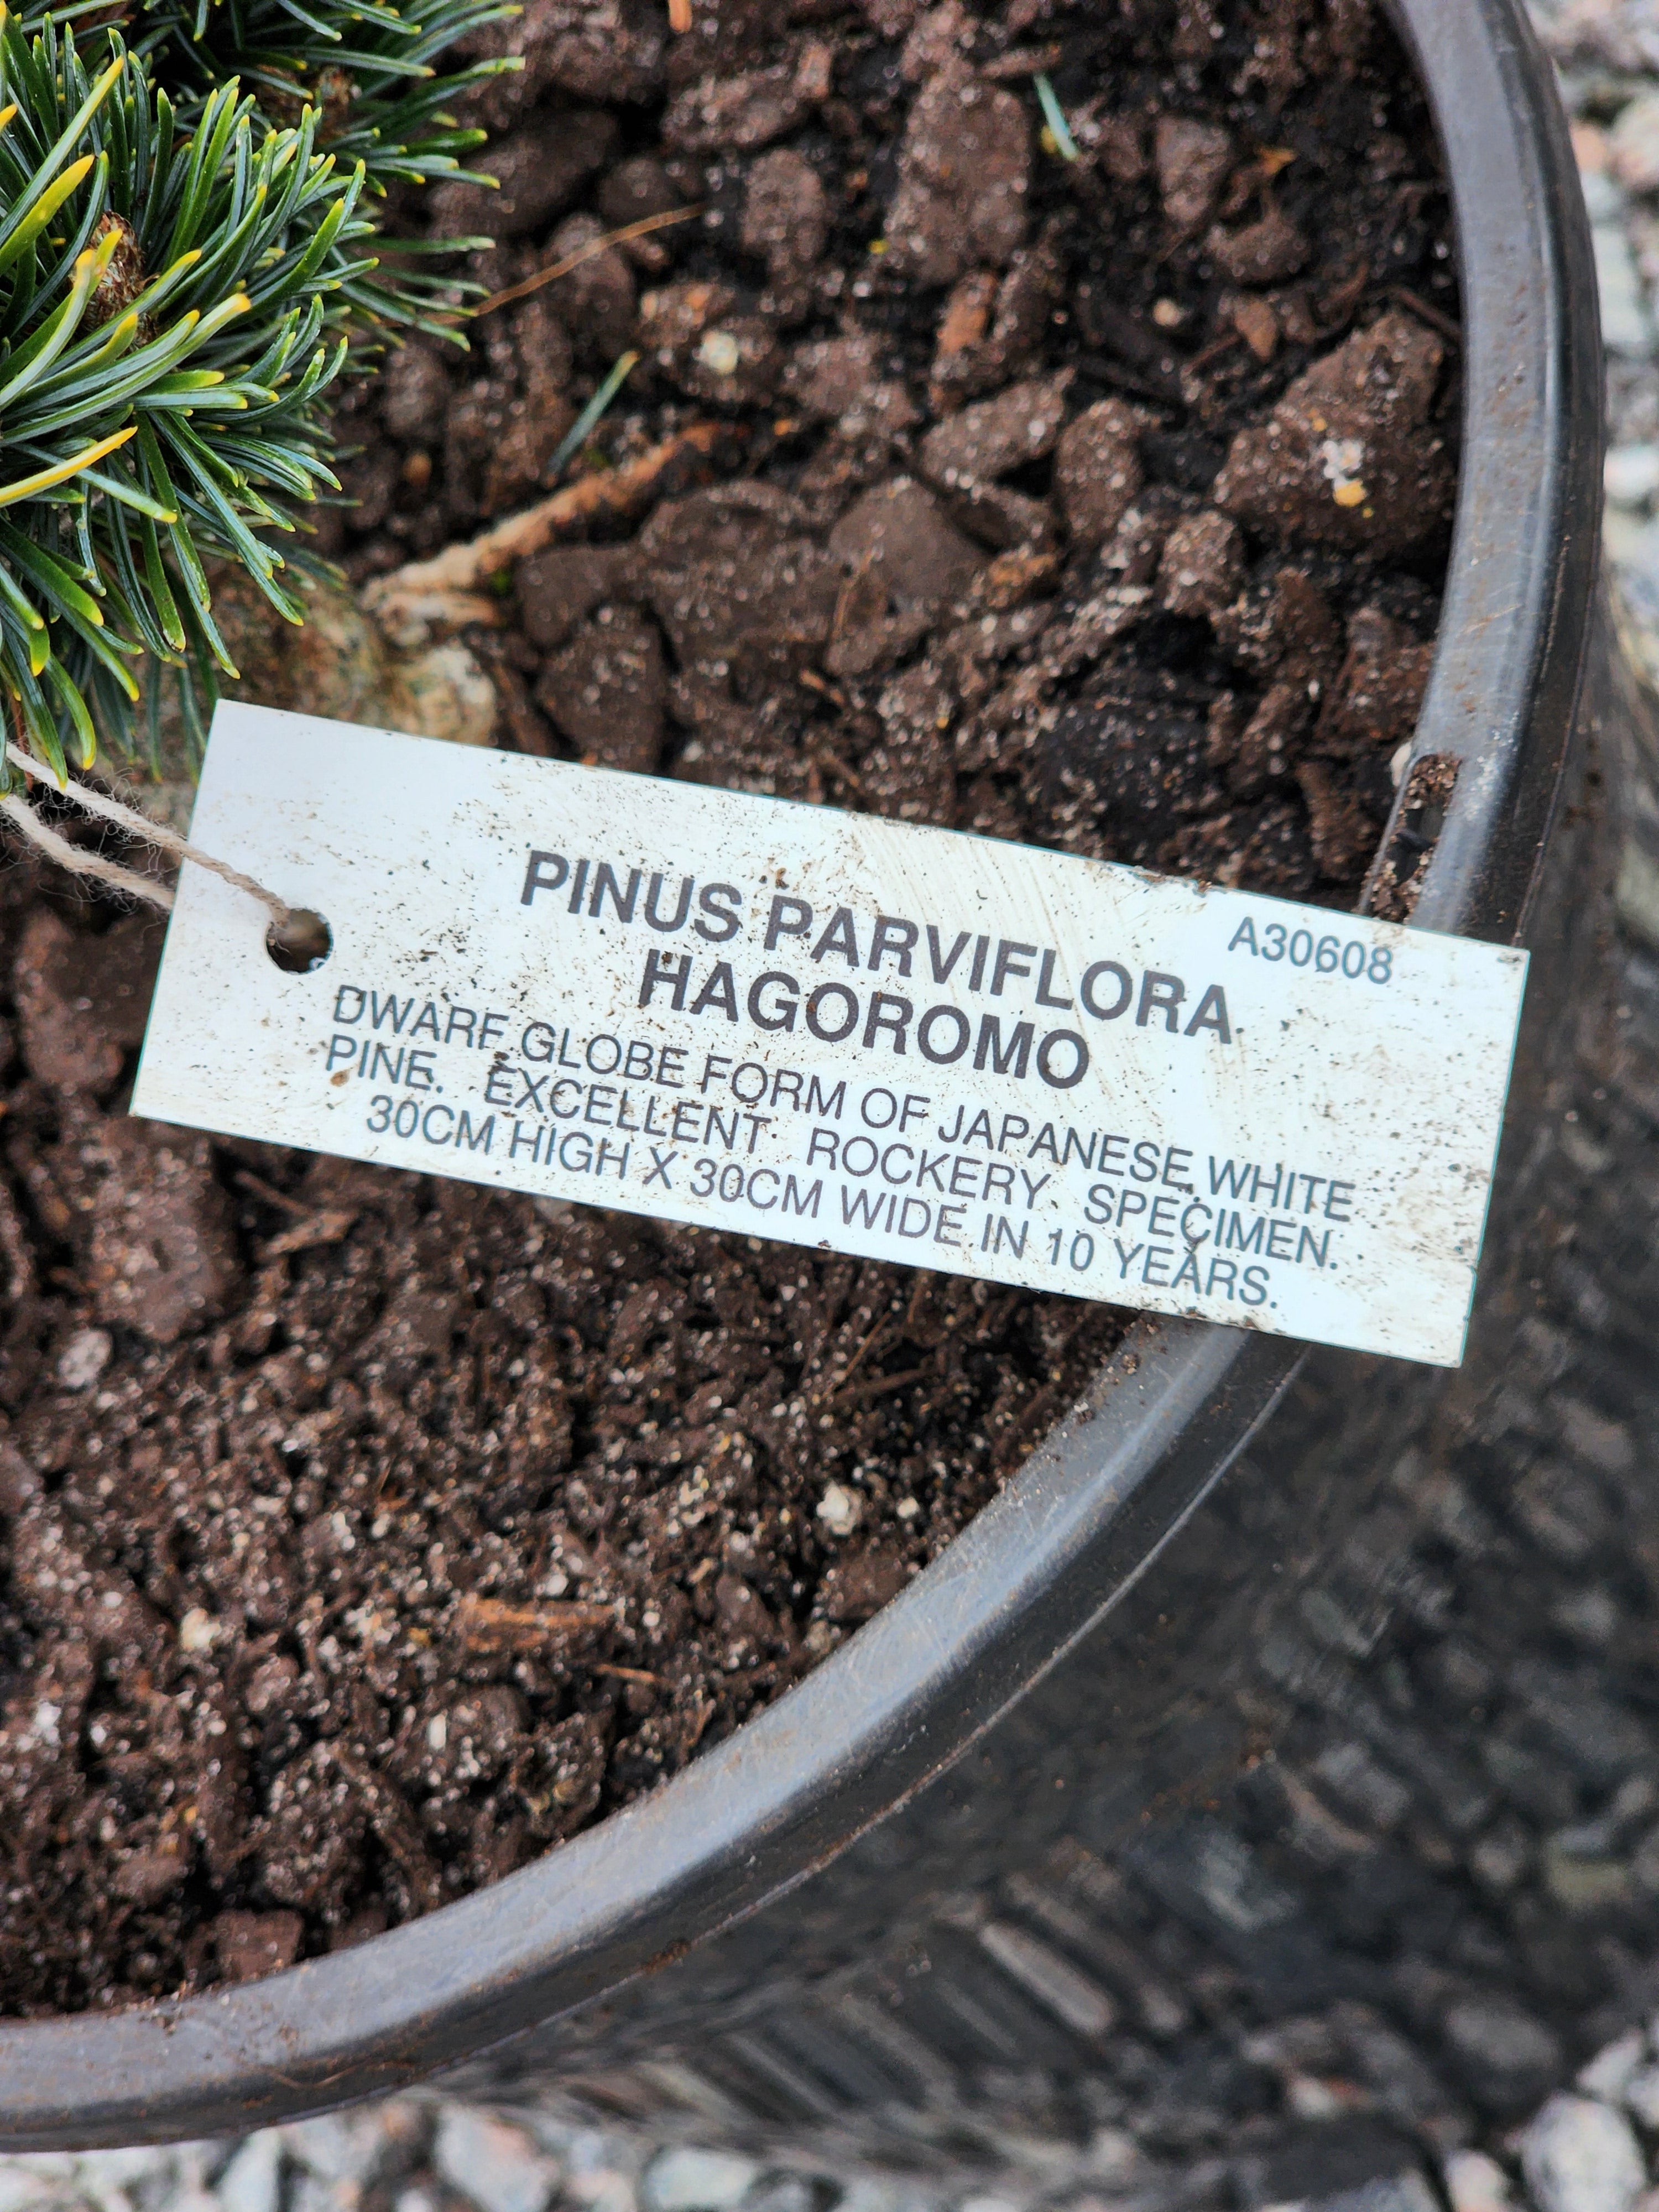 A30608
PINUS PARVIFLORA
HAGOROMO
DWARF GLOBE FORM OF JAPANESE WHITE
PINE. EXCELLENT ROCKERY SPECIMEN.
30CM HIGH X 30CM WIDE IN 10 YEARS.